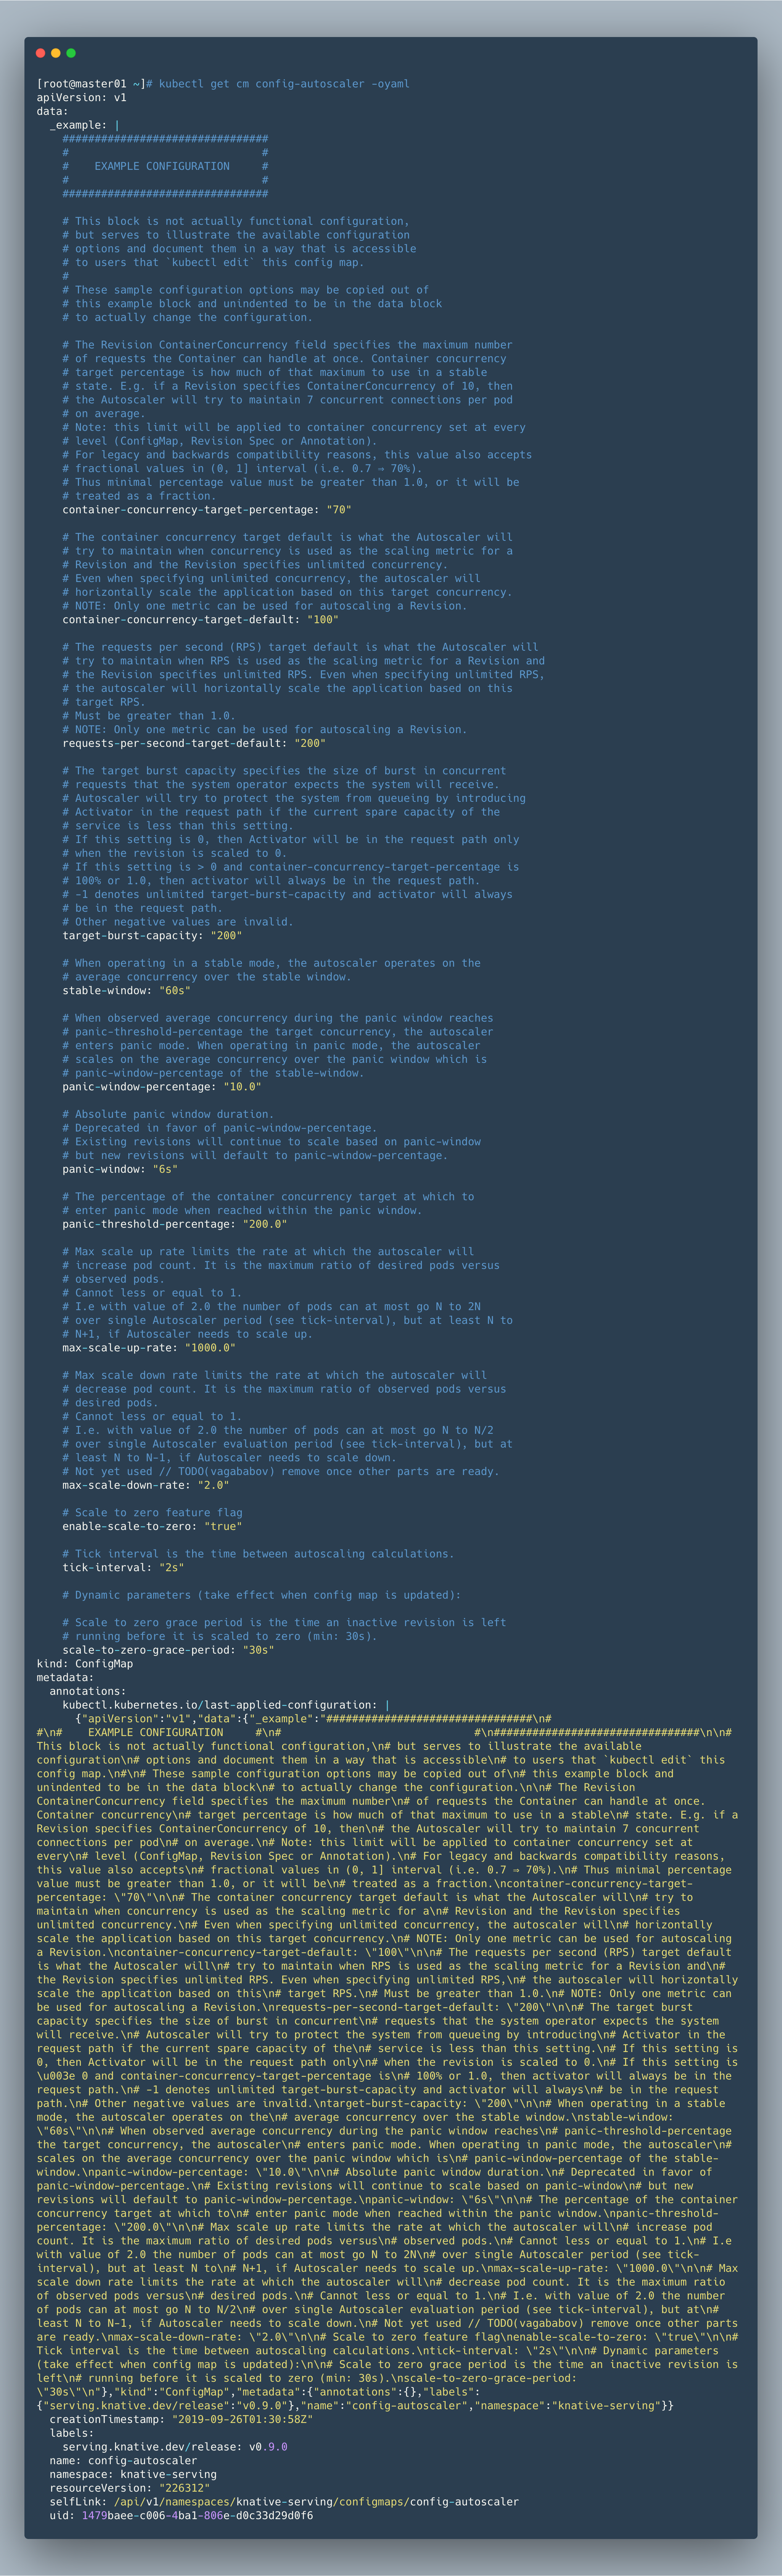 [root@master01 ~]# kubectl get cm config-autoscaler -oyaml
apiVersion: v1
data:
  _example: |
    ################################
    #                              #
    #    EXAMPLE CONFIGURATION     #
    #                              #
    ################################

    # This block is not actually functional configuration,
    # but serves to illustrate the available configuration
    # options and document them in a way that is accessible
    # to users that `kubectl edit` this config map.
    #
    # These sample configuration options may be copied out of
    # this example block and unindented to be in the data block
    # to actually change the configuration.

    # The Revision ContainerConcurrency field specifies the maximum number
    # of requests the Container can handle at once. Container concurrency
    # target percentage is how much of that maximum to use in a stable
    # state. E.g. if a Revision specifies ContainerConcurrency of 10, then
    # the Autoscaler will try to maintain 7 concurrent connections per pod
    # on average.
    # Note: this limit will be applied to container concurrency set at every
    # level (ConfigMap, Revision Spec or Annotation).
    # For legacy and backwards compatibility reasons, this value also accepts
    # fractional values in (0, 1] interval (i.e. 0.7 ⇒ 70%).
    # Thus minimal percentage value must be greater than 1.0, or it will be
    # treated as a fraction.
    container-concurrency-target-percentage: "70"

    # The container concurrency target default is what the Autoscaler will
    # try to maintain when concurrency is used as the scaling metric for a
    # Revision and the Revision specifies unlimited concurrency.
    # Even when specifying unlimited concurrency, the autoscaler will
    # horizontally scale the application based on this target concurrency.
    # NOTE: Only one metric can be used for autoscaling a Revision.
    container-concurrency-target-default: "100"

    # The requests per second (RPS) target default is what the Autoscaler will
    # try to maintain when RPS is used as the scaling metric for a Revision and
    # the Revision specifies unlimited RPS. Even when specifying unlimited RPS,
    # the autoscaler will horizontally scale the application based on this
    # target RPS.
    # Must be greater than 1.0.
    # NOTE: Only one metric can be used for autoscaling a Revision.
    requests-per-second-target-default: "200"

    # The target burst capacity specifies the size of burst in concurrent
    # requests that the system operator expects the system will receive.
    # Autoscaler will try to protect the system from queueing by introducing
    # Activator in the request path if the current spare capacity of the
    # service is less than this setting.
    # If this setting is 0, then Activator will be in the request path only
    # when the revision is scaled to 0.
    # If this setting is > 0 and container-concurrency-target-percentage is
    # 100% or 1.0, then activator will always be in the request path.
    # -1 denotes unlimited target-burst-capacity and activator will always
    # be in the request path.
    # Other negative values are invalid.
    target-burst-capacity: "200"

    # When operating in a stable mode, the autoscaler operates on the
    # average concurrency over the stable window.
    stable-window: "60s"

    # When observed average concurrency during the panic window reaches
    # panic-threshold-percentage the target concurrency, the autoscaler
    # enters panic mode. When operating in panic mode, the autoscaler
    # scales on the average concurrency over the panic window which is
    # panic-window-percentage of the stable-window.
    panic-window-percentage: "10.0"

    # Absolute panic window duration.
    # Deprecated in favor of panic-window-percentage.
    # Existing revisions will continue to scale based on panic-window
    # but new revisions will default to panic-window-percentage.
    panic-window: "6s"

    # The percentage of the container concurrency target at which to
    # enter panic mode when reached within the panic window.
    panic-threshold-percentage: "200.0"

    # Max scale up rate limits the rate at which the autoscaler will
    # increase pod count. It is the maximum ratio of desired pods versus
    # observed pods.
    # Cannot less or equal to 1.
    # I.e with value of 2.0 the number of pods can at most go N to 2N
    # over single Autoscaler period (see tick-interval), but at least N to
    # N+1, if Autoscaler needs to scale up.
    max-scale-up-rate: "1000.0"

    # Max scale down rate limits the rate at which the autoscaler will
    # decrease pod count. It is the maximum ratio of observed pods versus
    # desired pods.
    # Cannot less or equal to 1.
    # I.e. with value of 2.0 the number of pods can at most go N to N/2
    # over single Autoscaler evaluation period (see tick-interval), but at
    # least N to N-1, if Autoscaler needs to scale down.
    # Not yet used // TODO(vagababov) remove once other parts are ready.
    max-scale-down-rate: "2.0"

    # Scale to zero feature flag
    enable-scale-to-zero: "true"

    # Tick interval is the time between autoscaling calculations.
    tick-interval: "2s"

    # Dynamic parameters (take effect when config map is updated):

    # Scale to zero grace period is the time an inactive revision is left
    # running before it is scaled to zero (min: 30s).
    scale-to-zero-grace-period: "30s"
kind: ConfigMap
metadata:
  annotations:
    kubectl.kubernetes.io/last-applied-configuration: |
      {"apiVersion":"v1","data":{"_example":"################################\n#
#\n#    EXAMPLE CONFIGURATION     #\n#                              #\n################################\n\n#
This block is not actually functional configuration,\n# but serves to illustrate the available
configuration\n# options and document them in a way that is accessible\n# to users that `kubectl edit` this
config map.\n#\n# These sample configuration options may be copied out of\n# this example block and
unindented to be in the data block\n# to actually change the configuration.\n\n# The Revision
ContainerConcurrency field specifies the maximum number\n# of requests the Container can handle at once.
Container concurrency\n# target percentage is how much of that maximum to use in a stable\n# state. E.g. if a
Revision specifies ContainerConcurrency of 10, then\n# the Autoscaler will try to maintain 7 concurrent
connections per pod\n# on average.\n# Note: this limit will be applied to container concurrency set at
every\n# level (ConfigMap, Revision Spec or Annotation).\n# For legacy and backwards compatibility reasons,
this value also accepts\n# fractional values in (0, 1] interval (i.e. 0.7 ⇒ 70%).\n# Thus minimal percentage
value must be greater than 1.0, or it will be\n# treated as a fraction.\ncontainer-concurrency-target-
percentage: \"70\"\n\n# The container concurrency target default is what the Autoscaler will\n# try to
maintain when concurrency is used as the scaling metric for a\n# Revision and the Revision specifies
unlimited concurrency.\n# Even when specifying unlimited concurrency, the autoscaler will\n# horizontally
scale the application based on this target concurrency.\n# NOTE: Only one metric can be used for autoscaling
a Revision.\ncontainer-concurrency-target-default: \"100\"\n\n# The requests per second (RPS) target default
is what the Autoscaler will\n# try to maintain when RPS is used as the scaling metric for a Revision and\n#
the Revision specifies unlimited RPS. Even when specifying unlimited RPS,\n# the autoscaler will horizontally
scale the application based on this\n# target RPS.\n# Must be greater than 1.0.\n# NOTE: Only one metric can
be used for autoscaling a Revision.\nrequests-per-second-target-default: \"200\"\n\n# The target burst
capacity specifies the size of burst in concurrent\n# requests that the system operator expects the system
will receive.\n# Autoscaler will try to protect the system from queueing by introducing\n# Activator in the
request path if the current spare capacity of the\n# service is less than this setting.\n# If this setting is
0, then Activator will be in the request path only\n# when the revision is scaled to 0.\n# If this setting is
\u003e 0 and container-concurrency-target-percentage is\n# 100% or 1.0, then activator will always be in the
request path.\n# -1 denotes unlimited target-burst-capacity and activator will always\n# be in the request
path.\n# Other negative values are invalid.\ntarget-burst-capacity: \"200\"\n\n# When operating in a stable
mode, the autoscaler operates on the\n# average concurrency over the stable window.\nstable-window:
\"60s\"\n\n# When observed average concurrency during the panic window reaches\n# panic-threshold-percentage
the target concurrency, the autoscaler\n# enters panic mode. When operating in panic mode, the autoscaler\n#
scales on the average concurrency over the panic window which is\n# panic-window-percentage of the stable-
window.\npanic-window-percentage: \"10.0\"\n\n# Absolute panic window duration.\n# Deprecated in favor of
panic-window-percentage.\n# Existing revisions will continue to scale based on panic-window\n# but new
revisions will default to panic-window-percentage.\npanic-window: \"6s\"\n\n# The percentage of the container
concurrency target at which to\n# enter panic mode when reached within the panic window.\npanic-threshold-
percentage: \"200.0\"\n\n# Max scale up rate limits the rate at which the autoscaler will\n# increase pod
count. It is the maximum ratio of desired pods versus\n# observed pods.\n# Cannot less or equal to 1.\n# I.e
with value of 2.0 the number of pods can at most go N to 2N\n# over single Autoscaler period (see tick-
interval), but at least N to\n# N+1, if Autoscaler needs to scale up.\nmax-scale-up-rate: \"1000.0\"\n\n# Max
scale down rate limits the rate at which the autoscaler will\n# decrease pod count. It is the maximum ratio
of observed pods versus\n# desired pods.\n# Cannot less or equal to 1.\n# I.e. with value of 2.0 the number
of pods can at most go N to N/2\n# over single Autoscaler evaluation period (see tick-interval), but at\n#
least N to N-1, if Autoscaler needs to scale down.\n# Not yet used // TODO(vagababov) remove once other parts
are ready.\nmax-scale-down-rate: \"2.0\"\n\n# Scale to zero feature flag\nenable-scale-to-zero: \"true\"\n\n#
Tick interval is the time between autoscaling calculations.\ntick-interval: \"2s\"\n\n# Dynamic parameters
(take effect when config map is updated):\n\n# Scale to zero grace period is the time an inactive revision is
left\n# running before it is scaled to zero (min: 30s).\nscale-to-zero-grace-period:
\"30s\"\n"},"kind":"ConfigMap","metadata":{"annotations":{},"labels":
{"serving.knative.dev/release":"v0.9.0"},"name":"config-autoscaler","namespace":"knative-serving"}}
  creationTimestamp: "2019-09-26T01:30:58Z"
  labels:
    serving.knative.dev/release: v0.9.0
  name: config-autoscaler
  namespace: knative-serving
  resourceVersion: "226312"
  selfLink: /api/v1/namespaces/knative-serving/configmaps/config-autoscaler
  uid: 1479baee-c006-4ba1-806e-d0c33d29d0f6